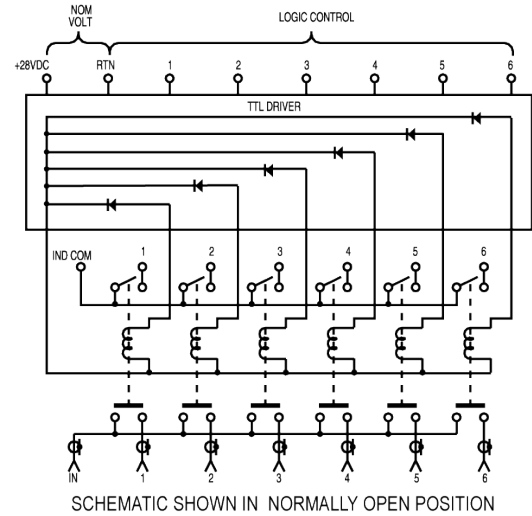 NOM
VOLT
LOGIC CONTROL
+28VDC RTN 1 2 3 4 5 6
TTL DRIVER
IND COM 1 2 3 4 5 6
IN 1 2 3 4 5 6
SCHEMATIC SHOWN IN NORMALLY OPEN POSITION